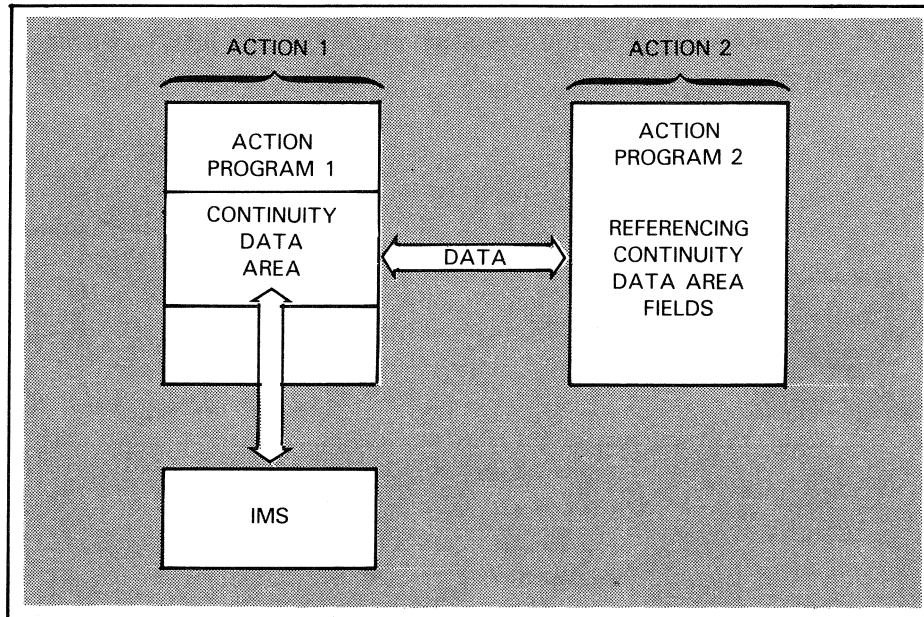 ACTION 1
ACTION 2
ACTION
PROGRAM 1
CONTINUITY
DATA
AREA
DATA
ACTION
PROGRAM 2
REFERENCING
CONTINUITY
DATA AREA
FIELDS
IMS